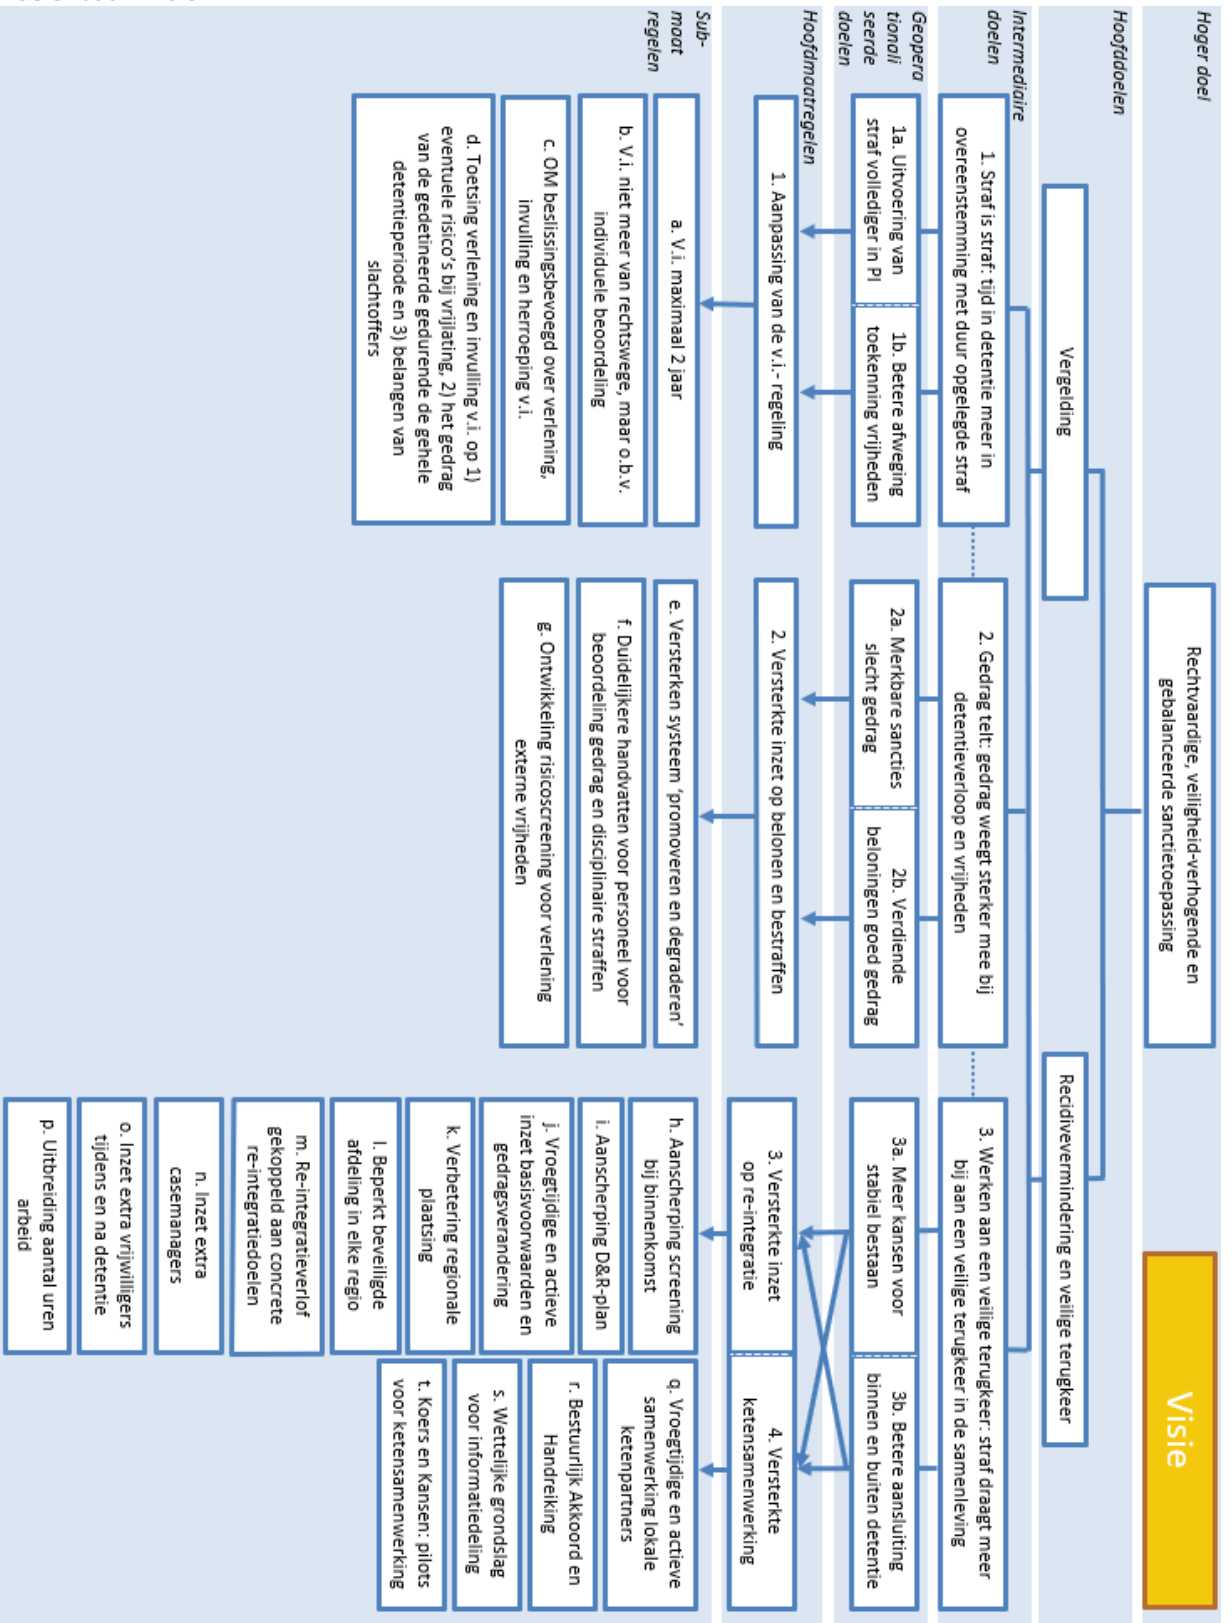 Visie
Hoger doel
Rechtvaardige, veiligheid-verhogende en
gebalanceerde sanctietoepassing
Hoofddoelen
Vergelding
Recidivevermindering en veilige terugkeer
Intermediaire
doelen
1. Straf is straf: tijd in detentie meer in
overeenstemming met duur opgelegde straf
2. Gedrag telt: gedrag weegt sterker mee bij
detentieverloop en vrijheden
3. Werken aan een veilige terugkeer: straf draagt meer
bij aan een veilige terugkeer in de samenleving
Geopera
tionali
seerde
doelen
1a. Uitvoering van
straf vollediger in PI
1b. Betere afweging
toekenning vrijheden
2a. Merkbare sancties
slecht gedrag
2b. Verdiende
beloningen goed gedrag
3a. Meer kansen voor
stabiel bestaan
3b. Betere aansluiting
binnen en buiten detentie
Hoofdmaatregelen
1. Aanpassing van de v.i.- regeling
2. Versterkte inzet op belonen en bestraffen
3. Versterkte inzet
op re-integratie
4. Versterkte
ketensamenwerking
Sub-
maat
regelen
a. V.i. maximaal 2 jaar
b. V.i. niet meer van rechtswege, maar o.b.v.
individuele beoordeling
c. OM beslissingsbevoegd over verlening,
invulling en herroeping v.i.
d. Toetsing verlening en invulling v.i. op 1)
eventuele risico's bij vrijlating, 2) het gedrag
van de gedetineerde gedurende de gehele
detentieperiode en 3) belangen van
slachtoffers
e. Versterken systeem 'promoveren en degraderen'
f. Duidelijkere handvatten voor personeel voor
beoordeling gedrag en disciplinaire straffen
g. Ontwikkeling risicoscreening voor verlening
externe vrijheden
h. Aanscherping screening
bij binnenkomst
i. Aanscherping D&R-plan
j. Vroegtijdige en actieve
inzet basisvoorwaarden en
gedragsverandering
k. Verbetering regionale
plaatsing
l. Beperkt beveiligde
afdeling in elke regio
m. Re-integratieverlof
gekoppeld aan concrete
re-integratiedoelen
n. Inzet extra
casemanagers
o. Inzet extra vrijwilligers
tijdens en na detentie
p. Uitbreiding aantal uren
arbeid
q. Vroegtijdige en actieve
samenwerking lokale
ketenpartners
r. Bestuurlijk Akkoord en
Handreiking
s. Wettelijke grondslag
voor informatiedeling
t. Koers en Kansen: pilots
voor ketensamenwerking